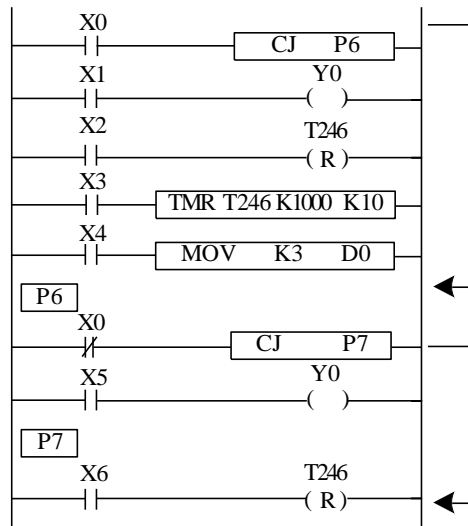 X0
CJ P6
X1 Y0
( )
X2 T246
( R )
X3
TMR T246 K1000 K10
X4
MOV K3 D0
P6
X0
CJ P7
X5 Y0
( )
P7
X6 T246
( R )